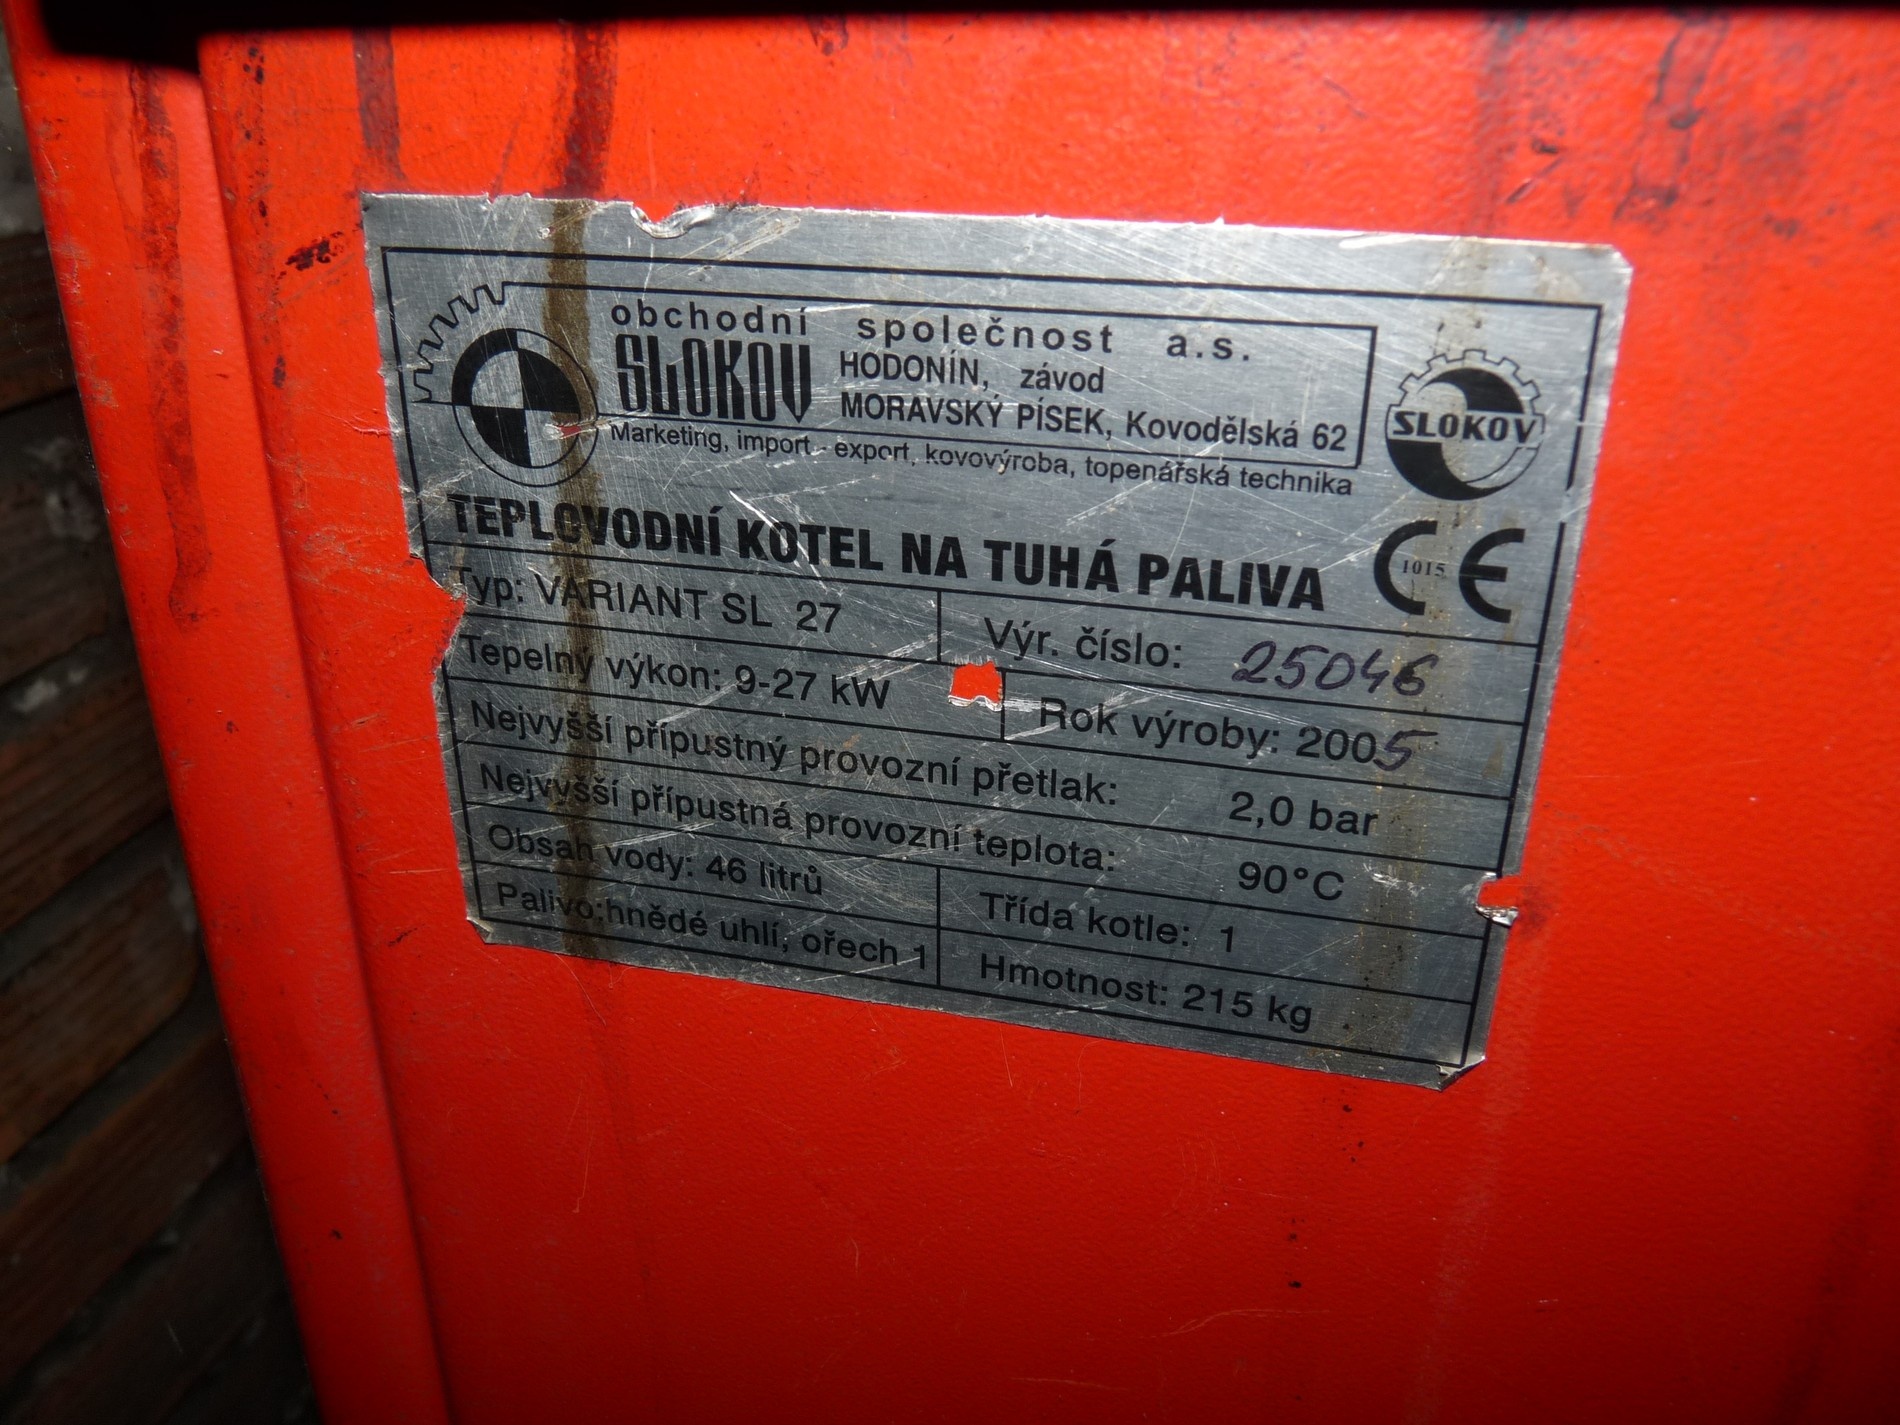 obchodní společnost a.s.
SLOKOV HODONÍN, závod
MORAVSKÝ PÍSEK, Kovodělská 62
Marketing, import - export, kovovýroba, topenářská technika
SLOKOV
TEPLOVODNÍ KOTEL NA TUHÁ PALIVA
CE 1015
Typ: VARIANT SL 27
Výr. číslo: 25046
Tepelný výkon: 9-27 kW
Rok výroby: 2005
Nejvyšší přípustný provozní přetlak: 2,0 bar
Nejvyšší přípustná provozní teplota: 90°C
Obsah vody: 46 litrů
Třída kotle: 1
Palivo:hnědé uhlí, ořech 1
Hmotnost: 215 kg